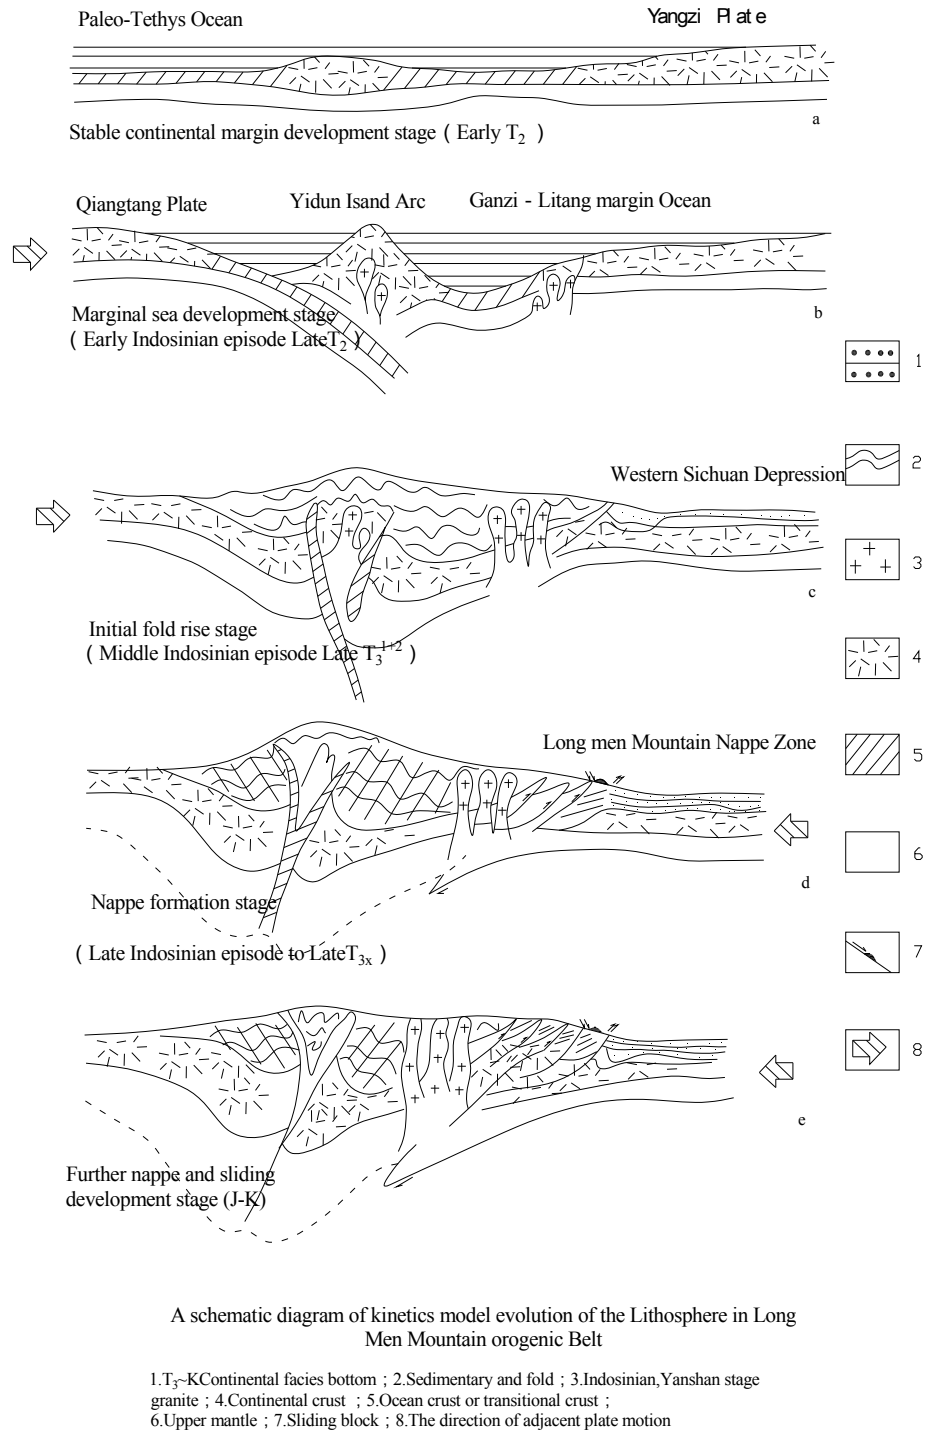 Paleo-Tethys Ocean
Yangzi Plate
a
Stable continental margin development stage ( Early T2 )
Qiangtang Plate
Yidun Isand Arc
Ganzi - Litang margin Ocean
Marginal sea development stage
b
( Early Indosinian episode LateT2 )
1
Western Sichuan Depression
2
3
c
Initial fold rise stage
( Middle Indosinian episode Late T3 1+2 )
4
Long men Mountain Nappe Zone
5
6
d
Nappe formation stage
( Late Indosinian episode to LateT3x )
7
8
e
Further nappe and sliding
development stage (J-K)
A schematic diagram of kinetics model evolution of the Lithosphere in Long
Men Mountain orogenic Belt
1.T3~KContinental facies bottom ; 2.Sedimentary and fold ; 3.Indosinian,Yanshan stage
granite ; 4.Continental crust ; 5.Ocean crust or transitional crust ;
6.Upper mantle ; 7.Sliding block ; 8.The direction of adjacent plate motion